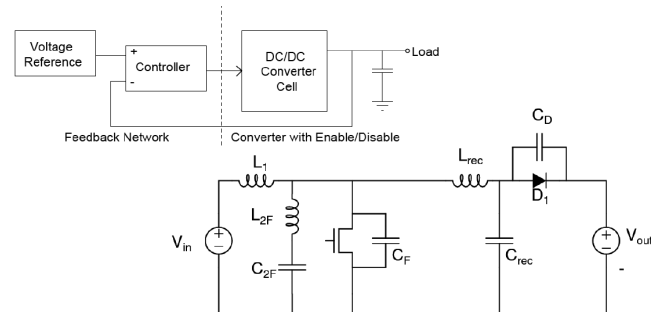 Voltage
Reference
+
-
Controller
DC/DC
Converter
Cell
Load
Feedback Network
Converter with Enable/Disable
C_D
L_1
L_rec
D_1
L_2F
V_in
+
-
C_2F
C_F
C_rec
+
-
V_out
-